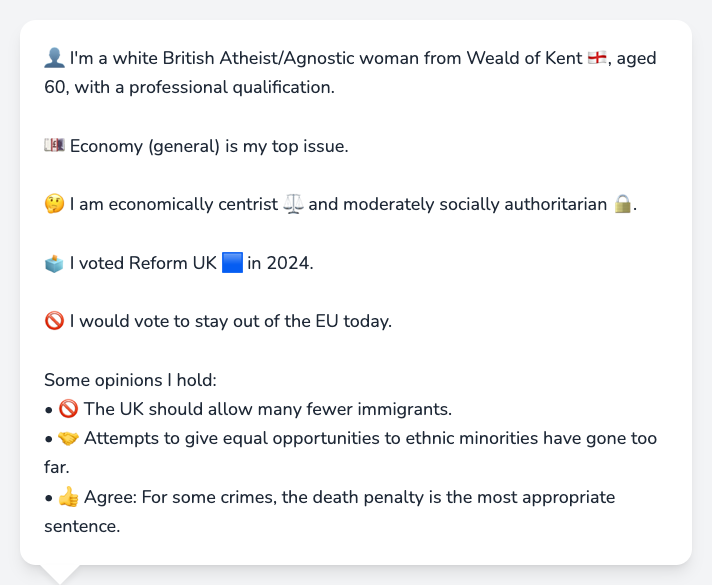 👤 I'm a white British Atheist/Agnostic woman from Weald of Kent 🏴󠁧󠁢󠁥󠁮󠁧󠁿, aged
60, with a professional qualification.
💷 Economy (general) is my top issue.
🤔 I am economically centrist ⚖️ and moderately socially authoritarian 🔒.
🗳️ I voted Reform UK 🟦 in 2024.
🚫 I would vote to stay out of the EU today.
Some opinions I hold:
• 🚫 The UK should allow many fewer immigrants.
• 🤝 Attempts to give equal opportunities to ethnic minorities have gone too
far.
• 👍 Agree: For some crimes, the death penalty is the most appropriate
sentence.